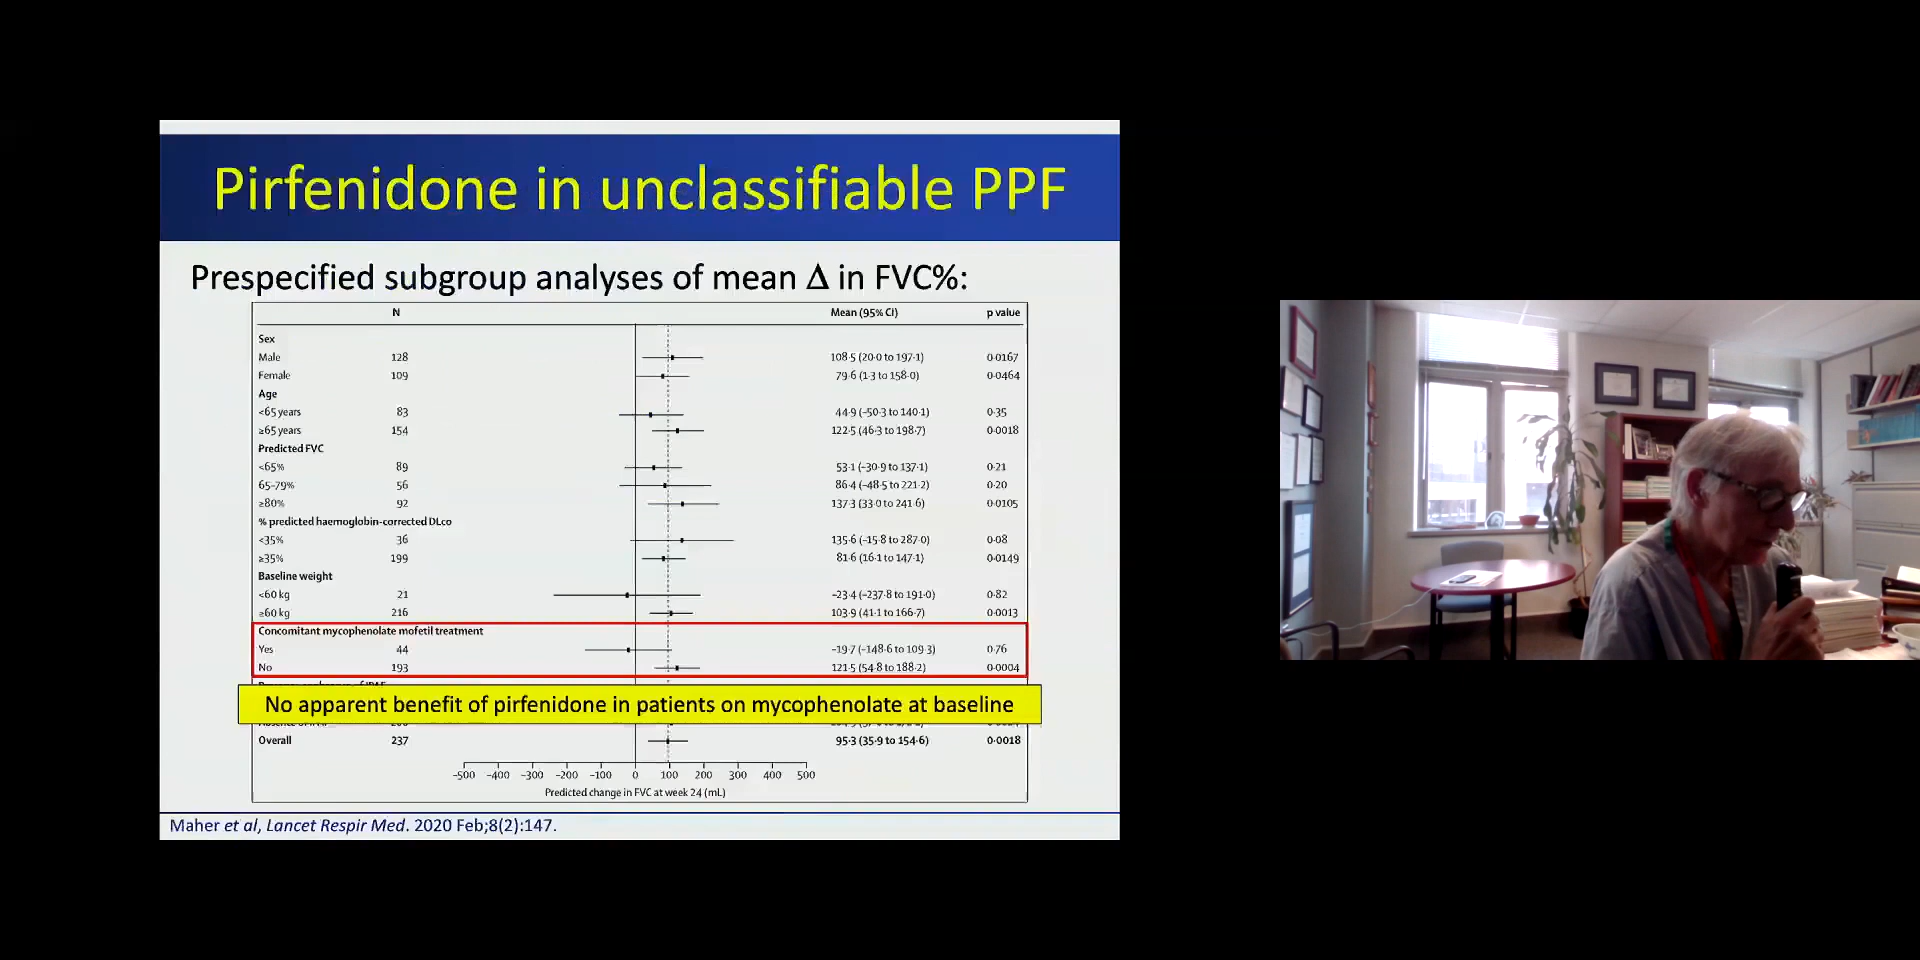 Pirfenidone in unclassifiable PPF
Prespecified subgroup analyses of mean Δ in FVC%:
N Mean (95% CI) p value
Sex
Male 128 108·5 (20·0 to 197·1) 0·0167
Female 109 79·6 (1·3 to 158·0) 0·0464
Age
<65 years 83 44·9 (−50·3 to 140·1) 0·35
≥65 years 154 122·5 (46·3 to 198·7) 0·0018
Predicted FVC
<65% 89 53·1 (−30·9 to 137·1) 0·21
65–79% 56 86·4 (−48·5 to 221·2) 0·20
≥80% 92 137·3 (33·0 to 241·6) 0·0105
% predicted haemoglobin-corrected DLco
<35% 36 135·6 (−15·8 to 287·0) 0·08
≥35% 199 81·6 (16·1 to 147·1) 0·0149
Baseline weight
<60 kg 21 −23·4 (−237·8 to 191·0) 0·82
≥60 kg 216 103·9 (41·1 to 166·7) 0·0013
Concomitant mycophenolate mofetil treatment
Yes 44 −19·7 (−148·6 to 109·3) 0·76
No 193 121·5 (54·8 to 188·2) 0·0004
No apparent benefit of pirfenidone in patients on mycophenolate at baseline
Overall 237 95·3 (35·9 to 154·6) 0·0018
−500 −400 −300 −200 −100 0 100 200 300 400 500
Predicted change in FVC at week 24 (mL)
Maher et al, Lancet Respir Med. 2020 Feb;8(2):147.